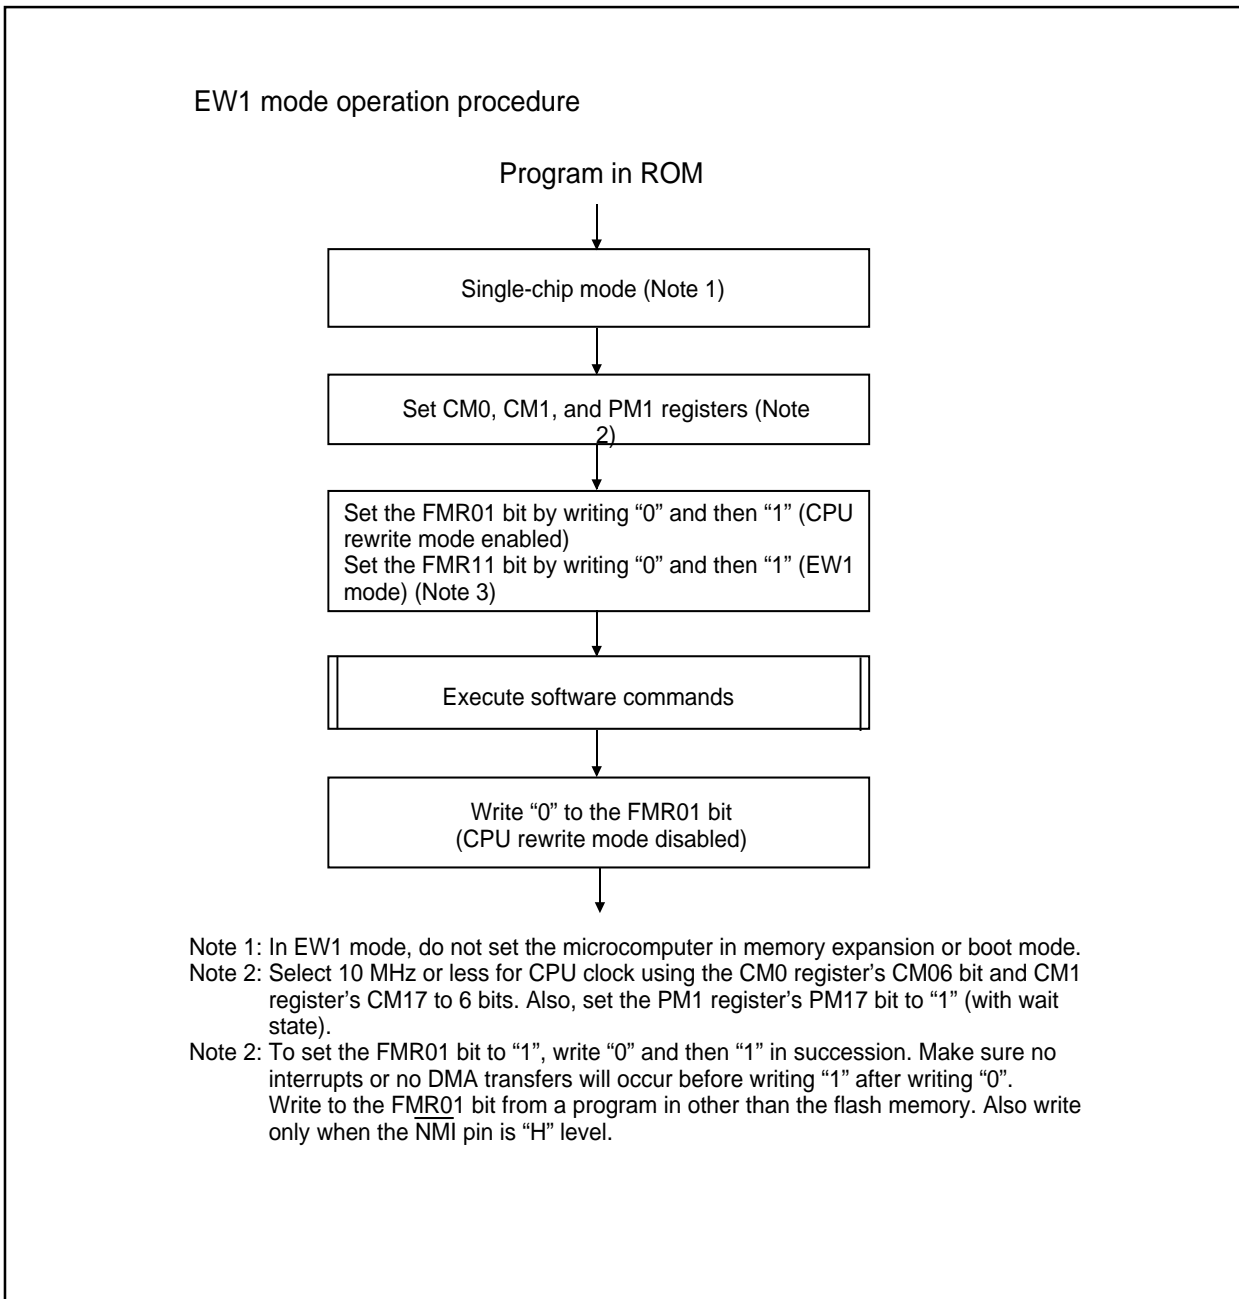 EW1 mode operation procedure
Program in ROM
Single-chip mode (Note 1)
Set CM0, CM1, and PM1 registers (Note
2)
Set the FMR01 bit by writing “0” and then “1” (CPU
rewrite mode enabled)
Set the FMR11 bit by writing “0” and then “1” (EW1
mode) (Note 3)
Execute software commands
Write “0” to the FMR01 bit
(CPU rewrite mode disabled)
Note 1: In EW1 mode, do not set the microcomputer in memory expansion or boot mode.
Note 2: Select 10 MHz or less for CPU clock using the CM0 register’s CM06 bit and CM1
register’s CM17 to 6 bits. Also, set the PM1 register’s PM17 bit to “1” (with wait
state).
Note 2: To set the FMR01 bit to “1”, write “0” and then “1” in succession. Make sure no
interrupts or no DMA transfers will occur before writing “1” after writing “0”.
Write to the FMR01 bit from a program in other than the flash memory. Also write
only when the N̅M̅I̅ pin is “H” level.